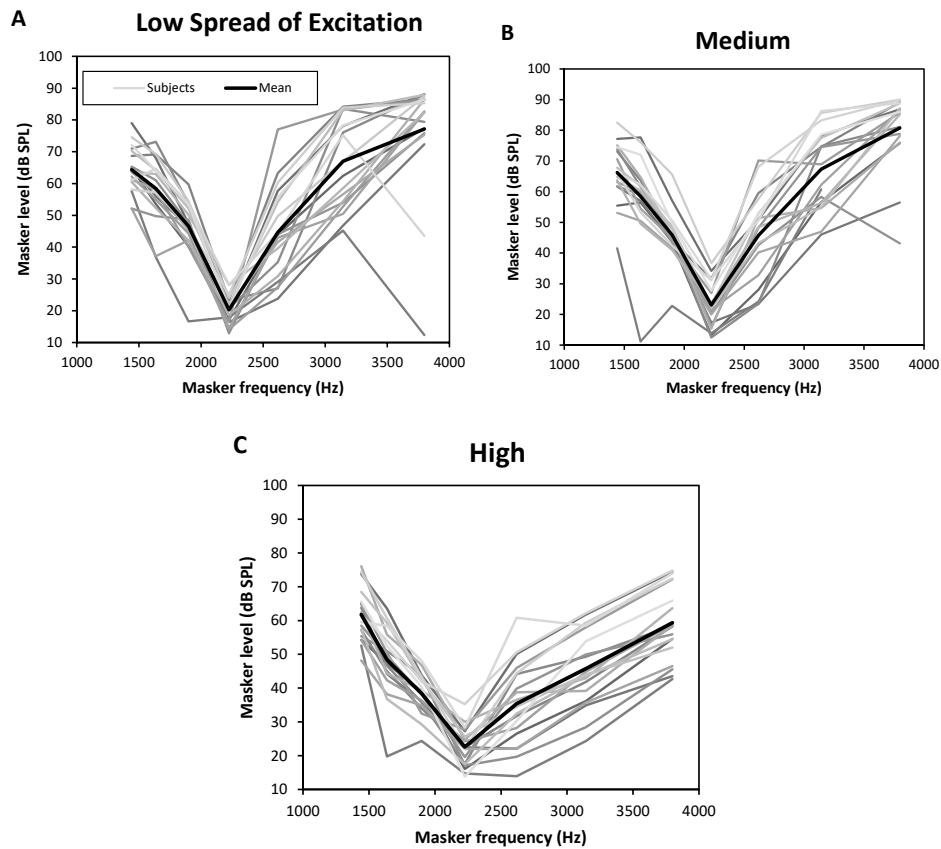 A
Low Spread of Excitation
100
90
80
70
60
50
40
30
20
10
Masker level (dB SPL)
Subjects
Mean
1000 1500 2000 2500 3000 3500 4000
Masker frequency (Hz)
B
Medium
100
90
80
70
60
50
40
30
20
10
Masker level (dB SPL)
1000 1500 2000 2500 3000 3500 4000
Masker frequency (Hz)
C
High
100
90
80
70
60
50
40
30
20
10
Masker level (dB SPL)
1000 1500 2000 2500 3000 3500 4000
Masker frequency (Hz)